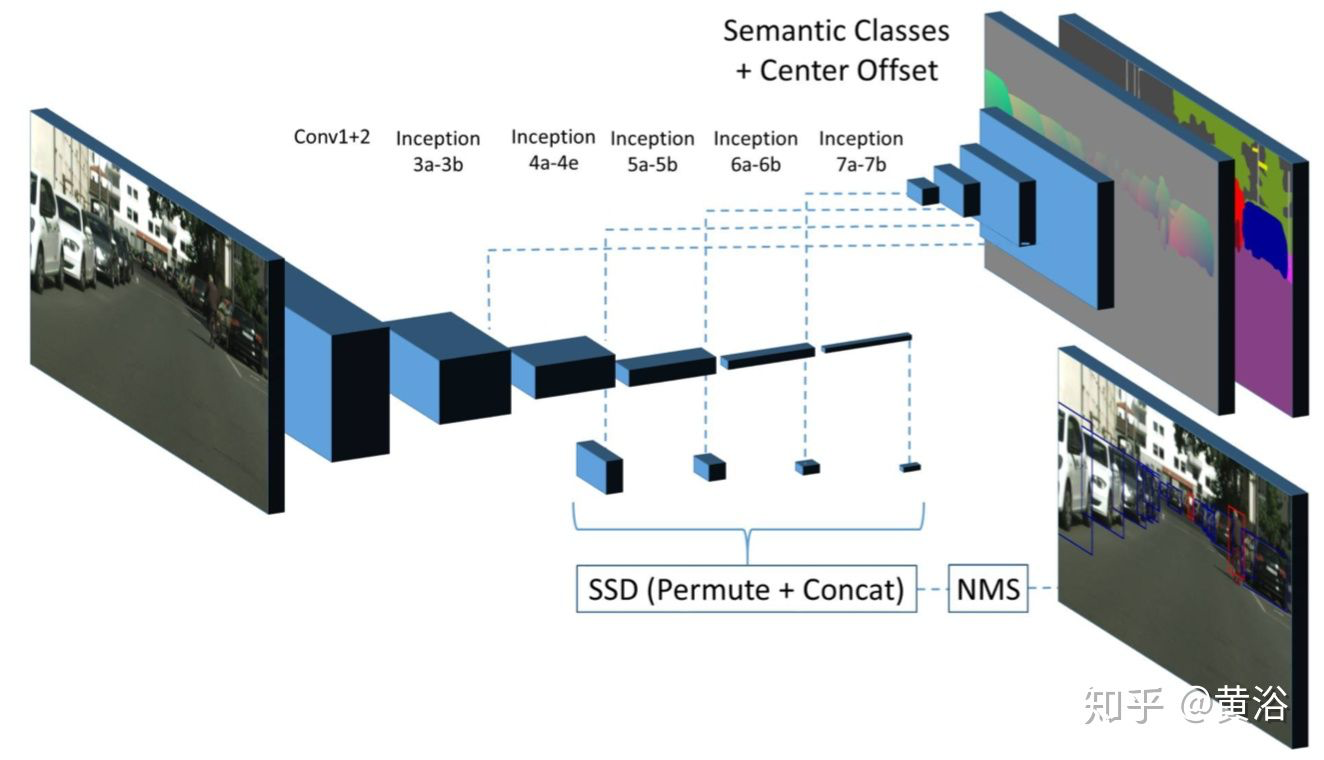 Semantic Classes
+ Center Offset
Conv1+2
Inception
3a-3b
Inception
4a-4e
Inception
5a-5b
Inception
6a-6b
Inception
7a-7b
SSD (Permute + Concat)
NMS
知乎 @黄浴